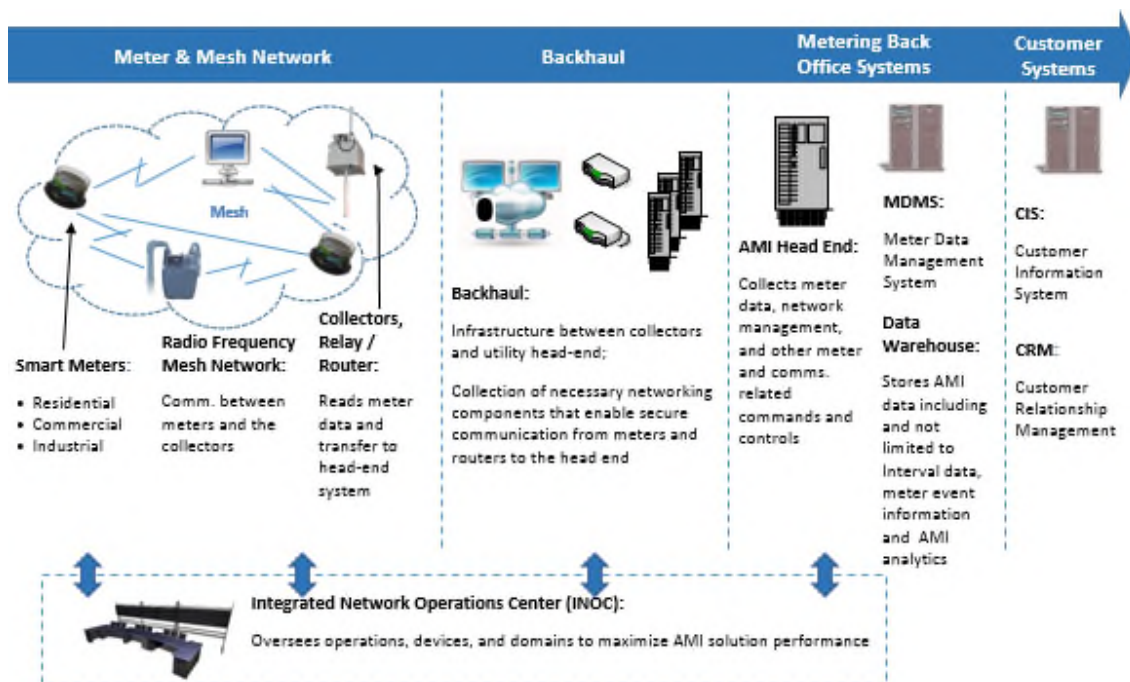 Meter & Mesh Network
Backhaul
Metering Back
Office Systems
Customer
Systems
Mesh
Smart Meters:
• Residential
• Commercial
• Industrial
Radio Frequency
Mesh Network:
Comm. between
meters and the
collectors
Collectors,
Relay /
Router:
Reads meter
data and
transfer to
head-end
system
Backhaul:
Infrastructure between collectors
and utility head-end;
Collection of necessary networking
components that enable secure
communication from meters and
routers to the head end
AMI Head End:
Collects meter
data, network
management,
and other meter
and comms.
related
commands and
controls
MDMS:
Meter Data
Management
System
Data
Warehouse:
Stores AMI
data including
and not
limited to
Interval data,
meter event
information
and AMI
analytics
CIS:
Customer
Information
System
CRM:
Customer
Relationship
Management
Integrated Network Operations Center (INOC):
Oversees operations, devices, and domains to maximize AMI solution performance